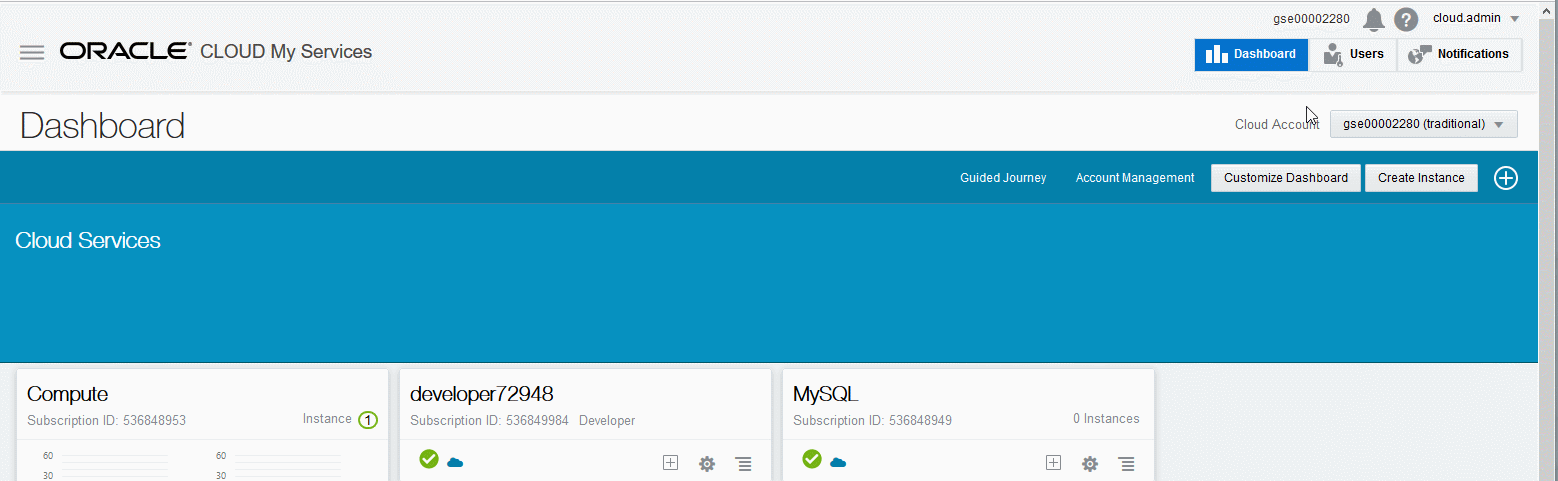 gse00002280 ? cloud.admin
ORACLE® CLOUD My Services
Dashboard Users Notifications
Dashboard
Cloud Account gse00002280 (traditional)
Guided Journey Account Management Customize Dashboard Create Instance
Cloud Services
Compute
Subscription ID: 536848953 Instance 1
60 60
30 30
developer72948
Subscription ID: 536849984 Developer
MySQL
Subscription ID: 536848949 0 Instances